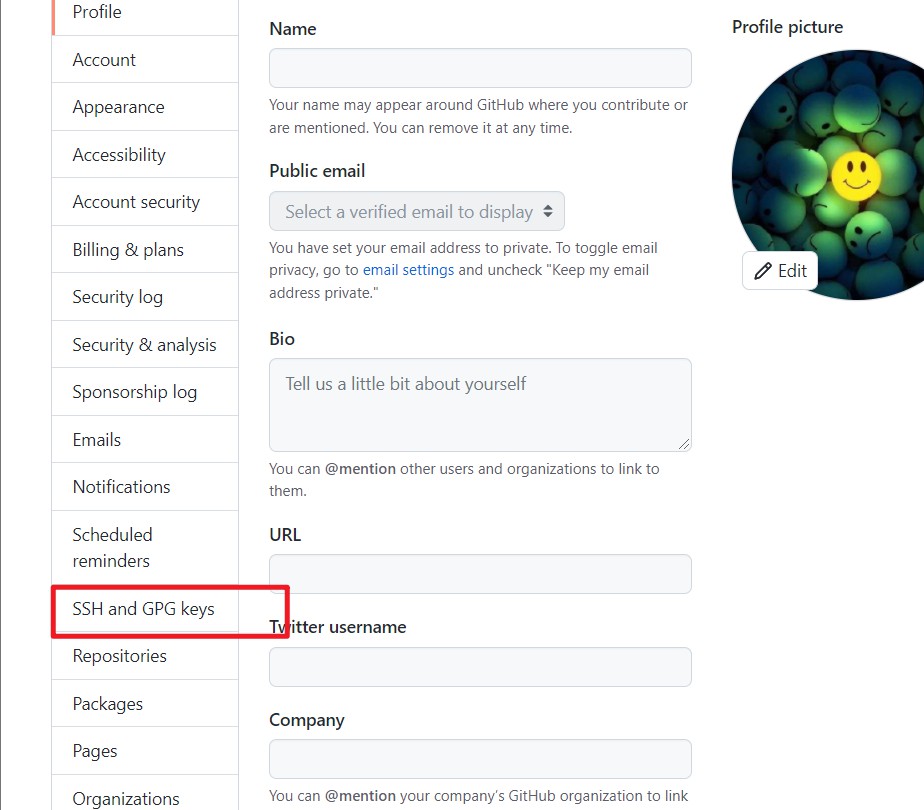 Profile
Account
Appearance
Accessibility
Account security
Billing & plans
Security log
Security & analysis
Sponsorship log
Emails
Notifications
Scheduled
reminders
SSH and GPG keys
Repositories
Packages
Pages
Organizations
Name
Your name may appear around GitHub where you contribute or
are mentioned. You can remove it at any time.
Public email
Select a verified email to display
You have set your email address to private. To toggle email
privacy, go to email settings and uncheck "Keep my email
address private."
Bio
Tell us a little bit about yourself
You can @mention other users and organizations to link to
them.
URL
Twitter username
Company
You can @mention your company's GitHub organization to link
Profile picture
Edit